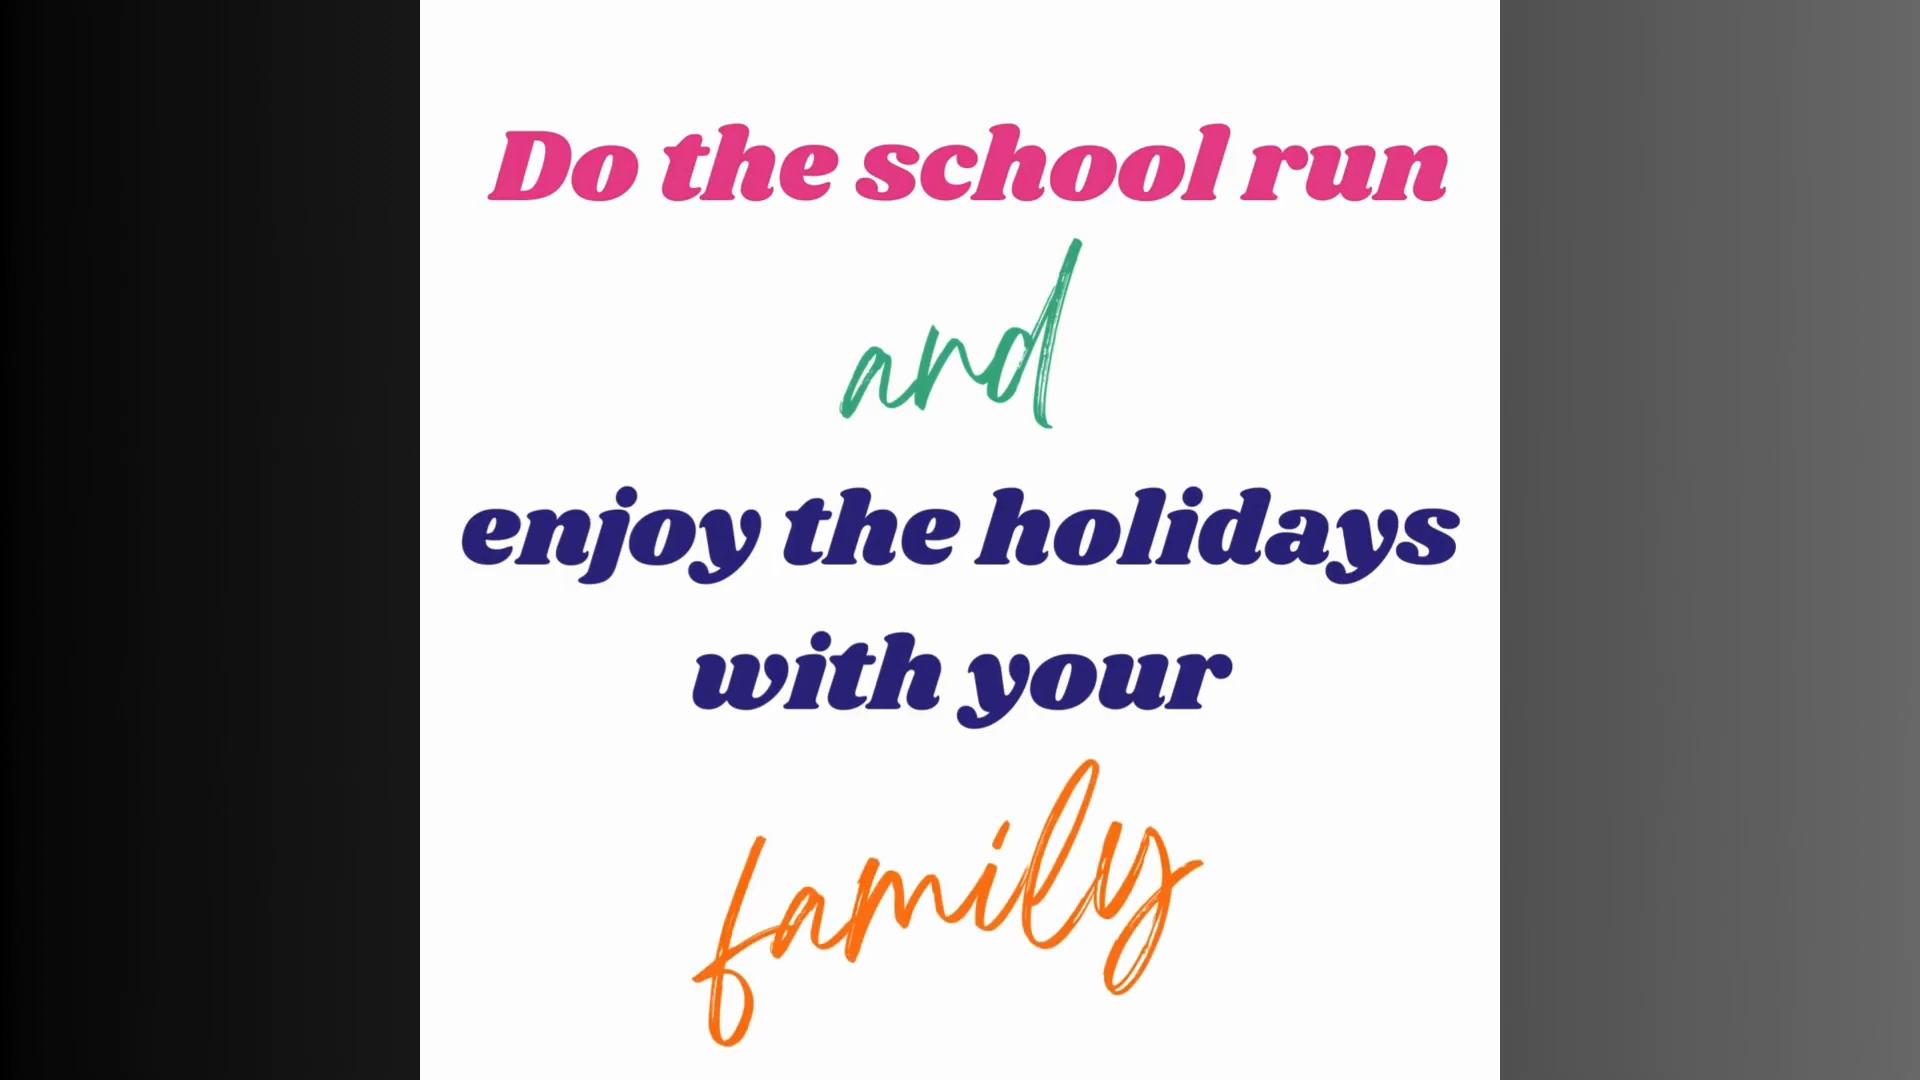 Do the school run
and
enjoy the holidays
with your
family